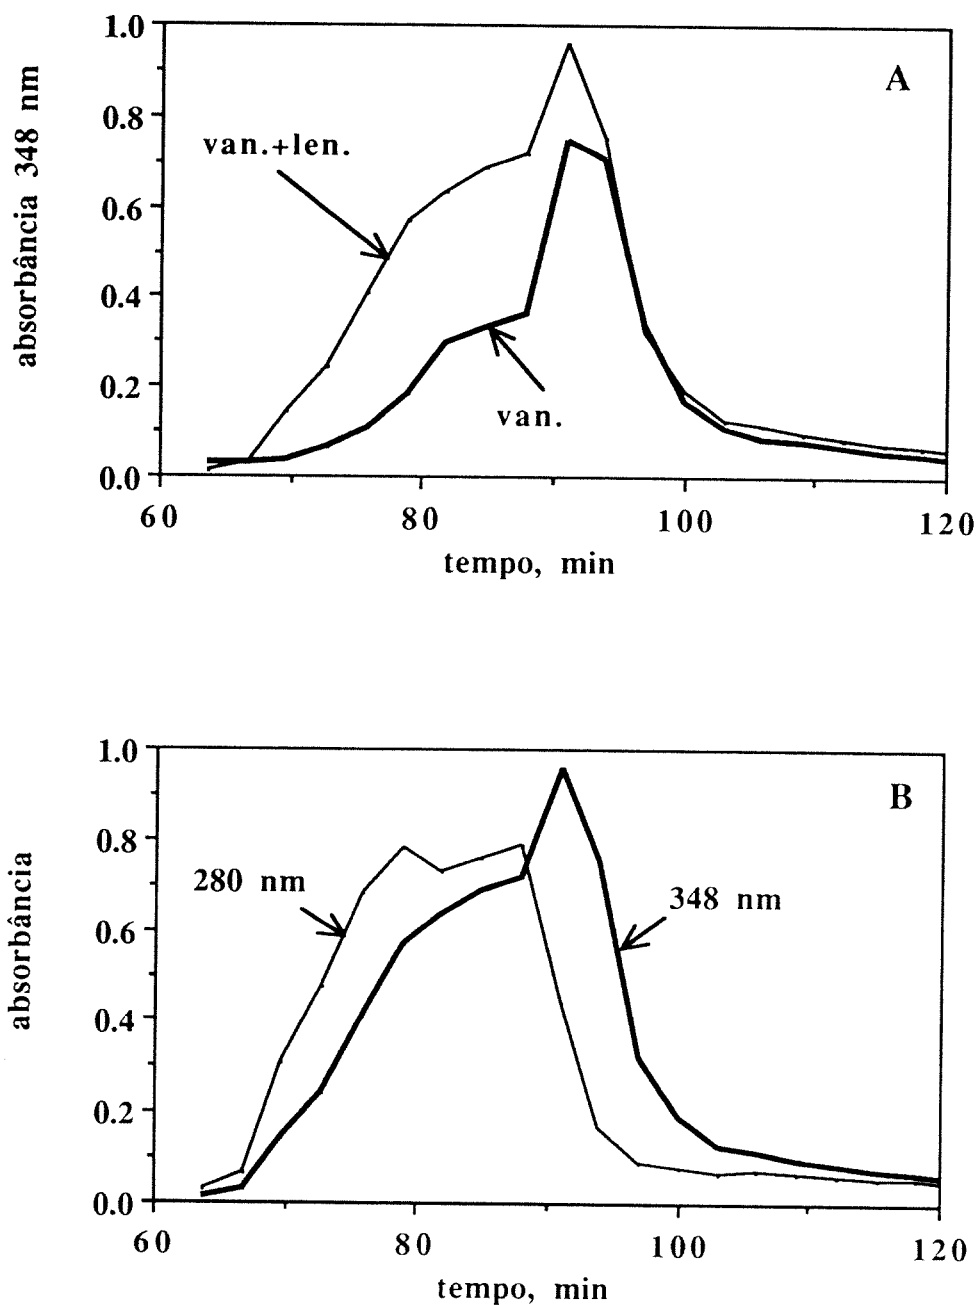 1.0
A
0.8
van.+len.
0.6
absorbância 348 nm
0.4
0.2
van.
0.0
60 80 100 120
tempo, min
1.0
B
0.8
280 nm
348 nm
0.6
absorbância
0.4
0.2
0.0
60 80 100 120
tempo, min